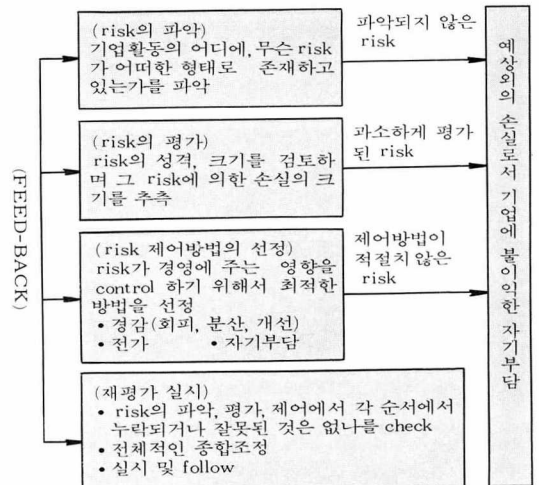 (risk의 파악)
기업활동의 어디에, 무슨 risk
가 어떠한 형태로 존재하고
있는가를 파악
파악되지 않은
risk
(risk의 평가)
risk의 성격, 크기를 검토하
며 그 risk에 의한 손실의 크
기를 추측
과소하게 평가
된 risk
(risk 제어방법의 선정)
risk가 경영에 주는 영향을
control 하기 위해서 최적한
방법을 선정
• 경감(회피, 분산, 개선)
• 전가 • 자기부담
제어방법이
적절치 않은
risk
(재평가 실시)
• risk의 파악, 평가, 제어에서 각 순서에서
누락되거나 잘못된 것은 없나를 check
• 전체적인 종합조정
• 실시 및 follow
(FEED-BACK)
예상외의 손실로서 기업에 불이익한 자기부담